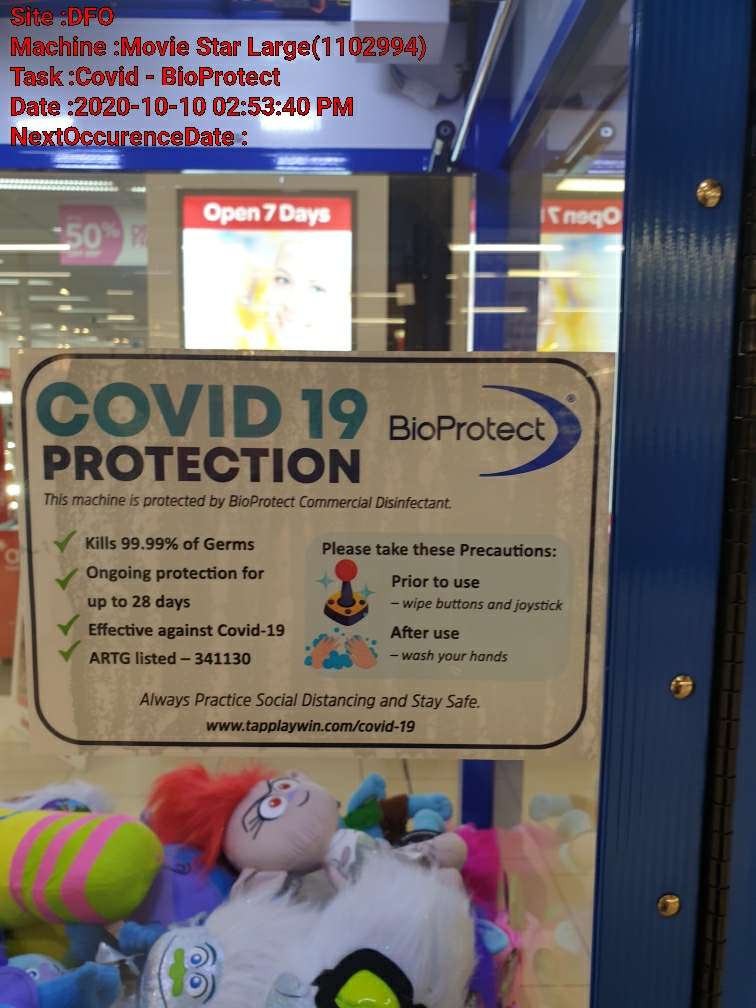 Site :DFO
Machine :Movie Star Large(1102994)
Task :Covid - BioProtect
Date :2020-10-10 02:53:40 PM
NextOccurenceDate :
50%
Open 7 Days
Open 7
COVID 19
PROTECTION
BioProtect®
This machine is protected by BioProtect Commercial Disinfectant.
Kills 99.99% of Germs
Ongoing protection for
up to 28 days
Effective against Covid-19
ARTG listed – 341130
Please take these Precautions:
Prior to use
– wipe buttons and joystick
After use
– wash your hands
Always Practice Social Distancing and Stay Safe.
www.tapplaywin.com/covid-19